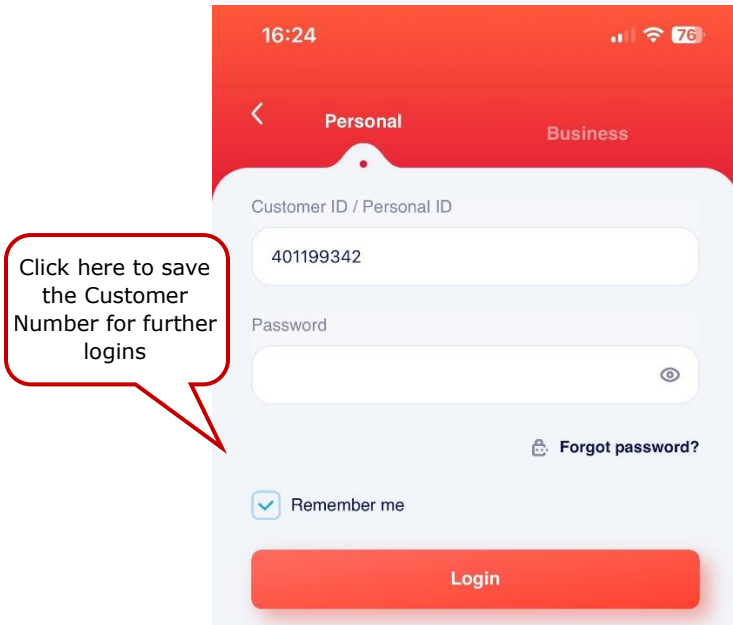 16:24
76
Personal
Business
Customer ID / Personal ID
401199342
Click here to save
the Customer
Number for further
logins
Password
Forgot password?
Remember me
Login